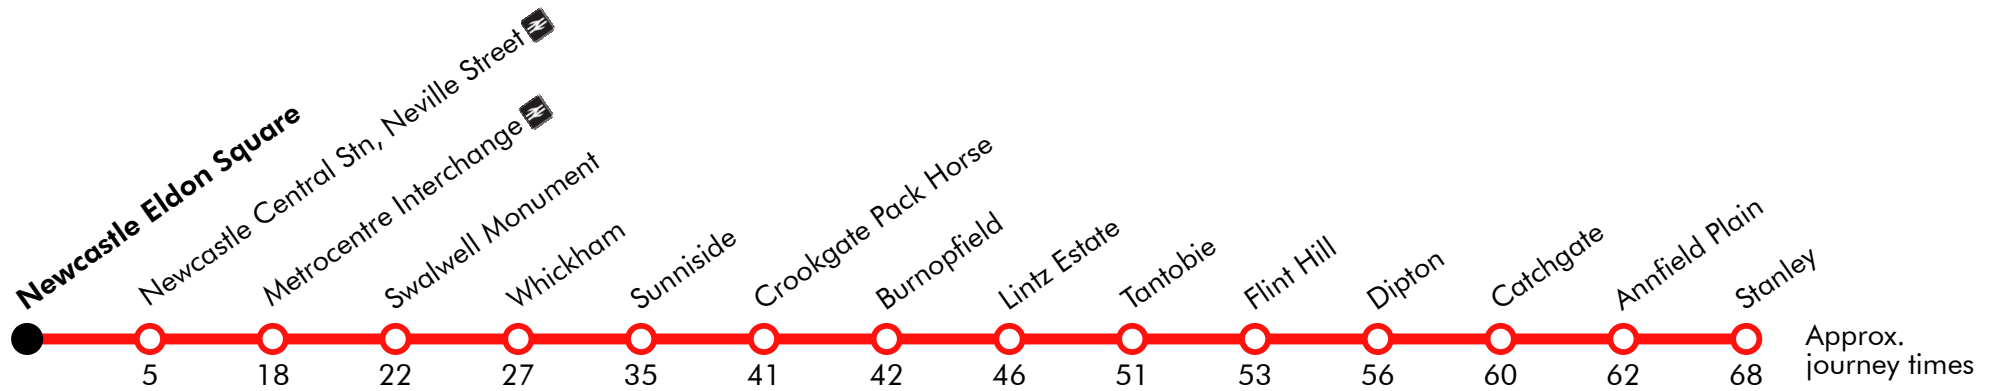 Newcastle Eldon Square
Newcastle Central Stn, Neville Street
Metrocentre Interchange
Swalwell Monument
Whickham
Sunniside
Crookgate Pack Horse
Burnopfield
Lintz Estate
Tantobie
Flint Hill
Dipton
Catchgate
Annfield Plain
Stanley
5 18 22 27 35 41 42 46 51 53 56 60 62 68
Approx.
journey times